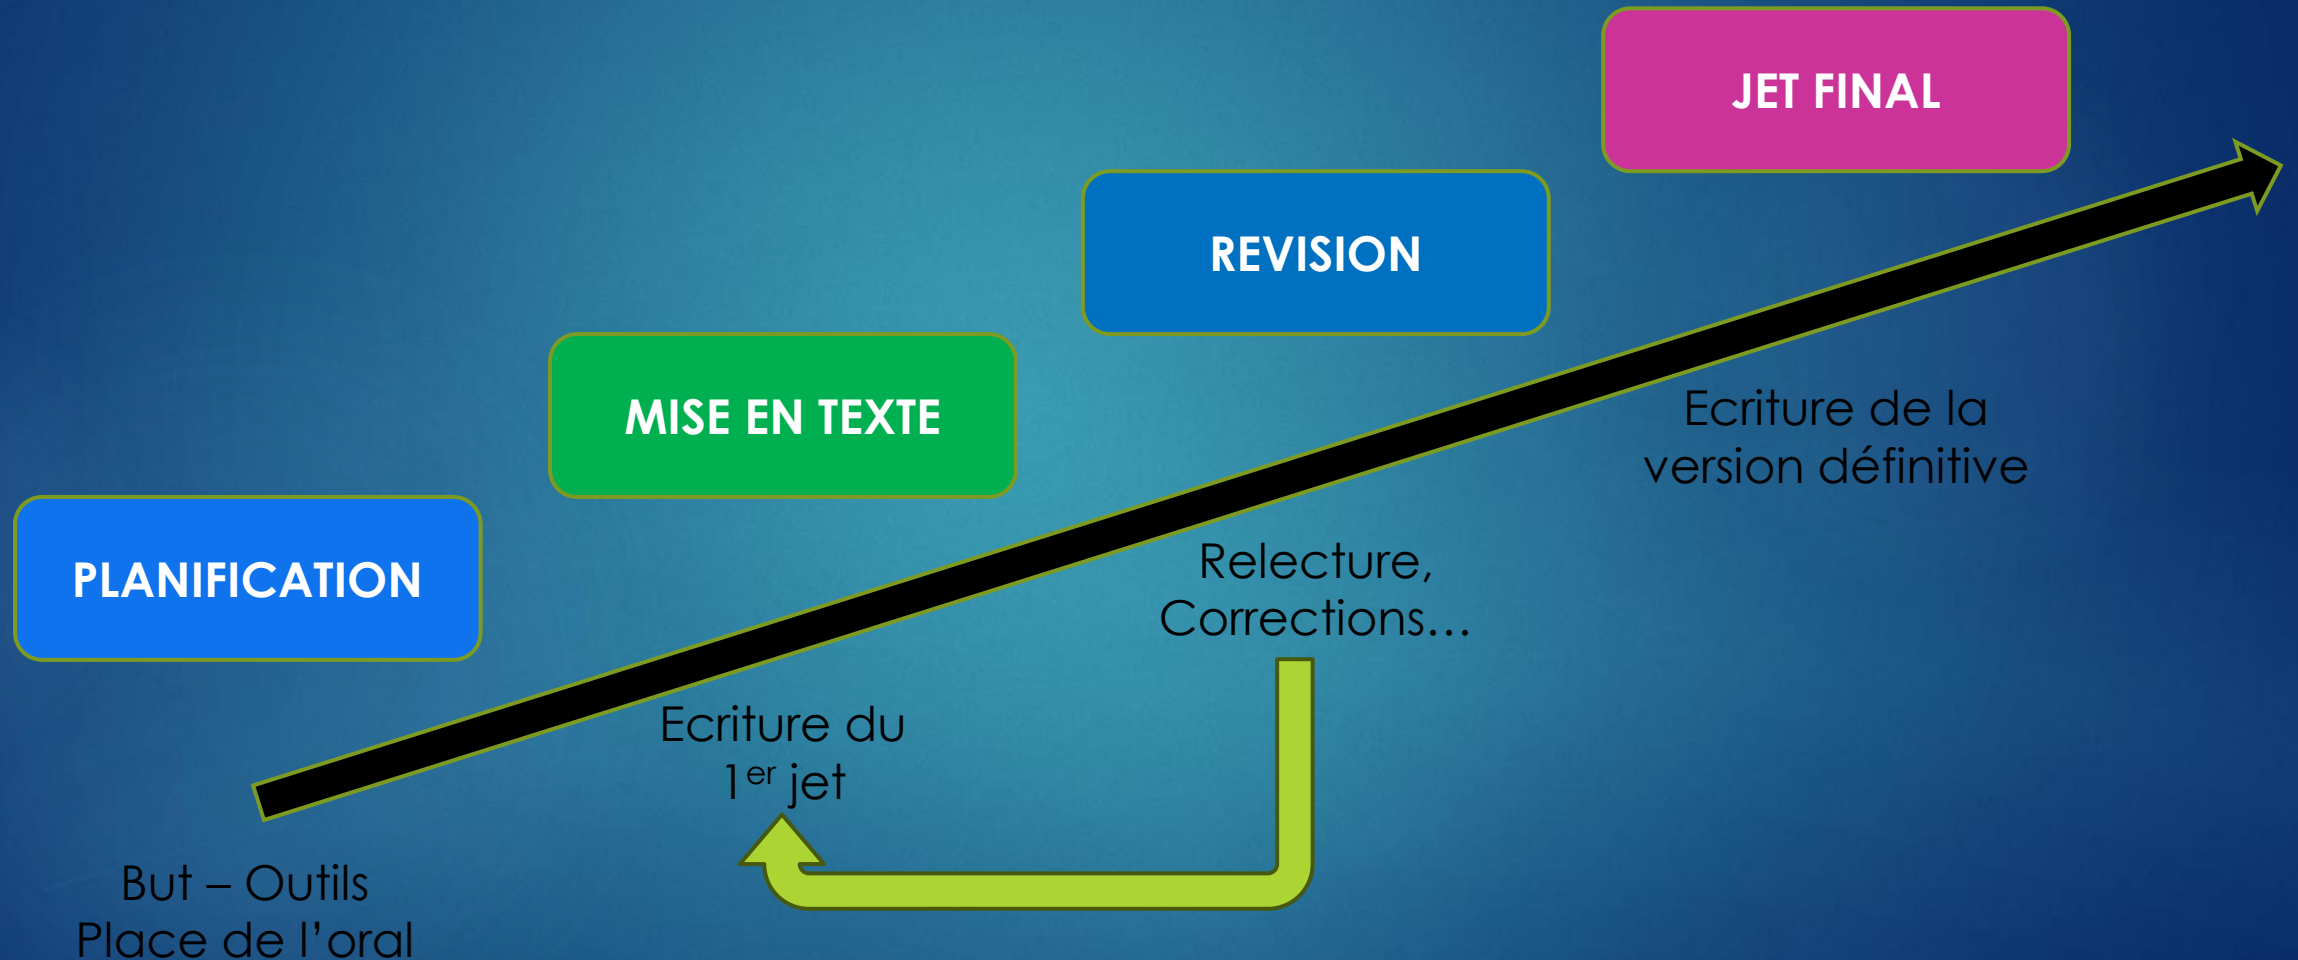 JET FINAL
REVISION
MISE EN TEXTE
PLANIFICATION
Ecriture de la
version définitive
Relecture,
Corrections…
Ecriture du
1er jet
But – Outils
Place de l’oral